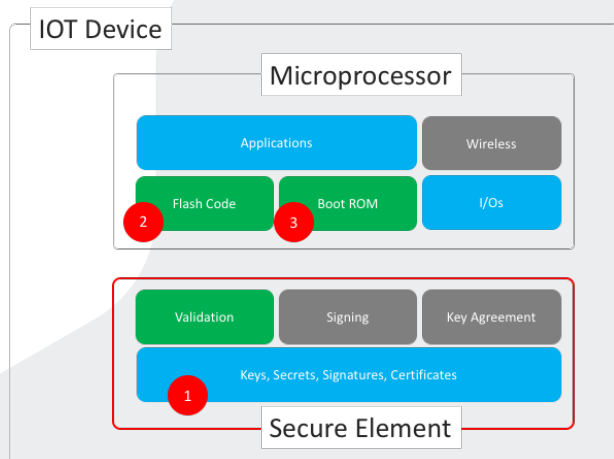 IOT Device
Microprocessor
Applications
Wireless
Flash Code
Boot ROM
I/Os
2
3
Validation
Signing
Key Agreement
Keys, Secrets, Signatures, Certificates
1
Secure Element